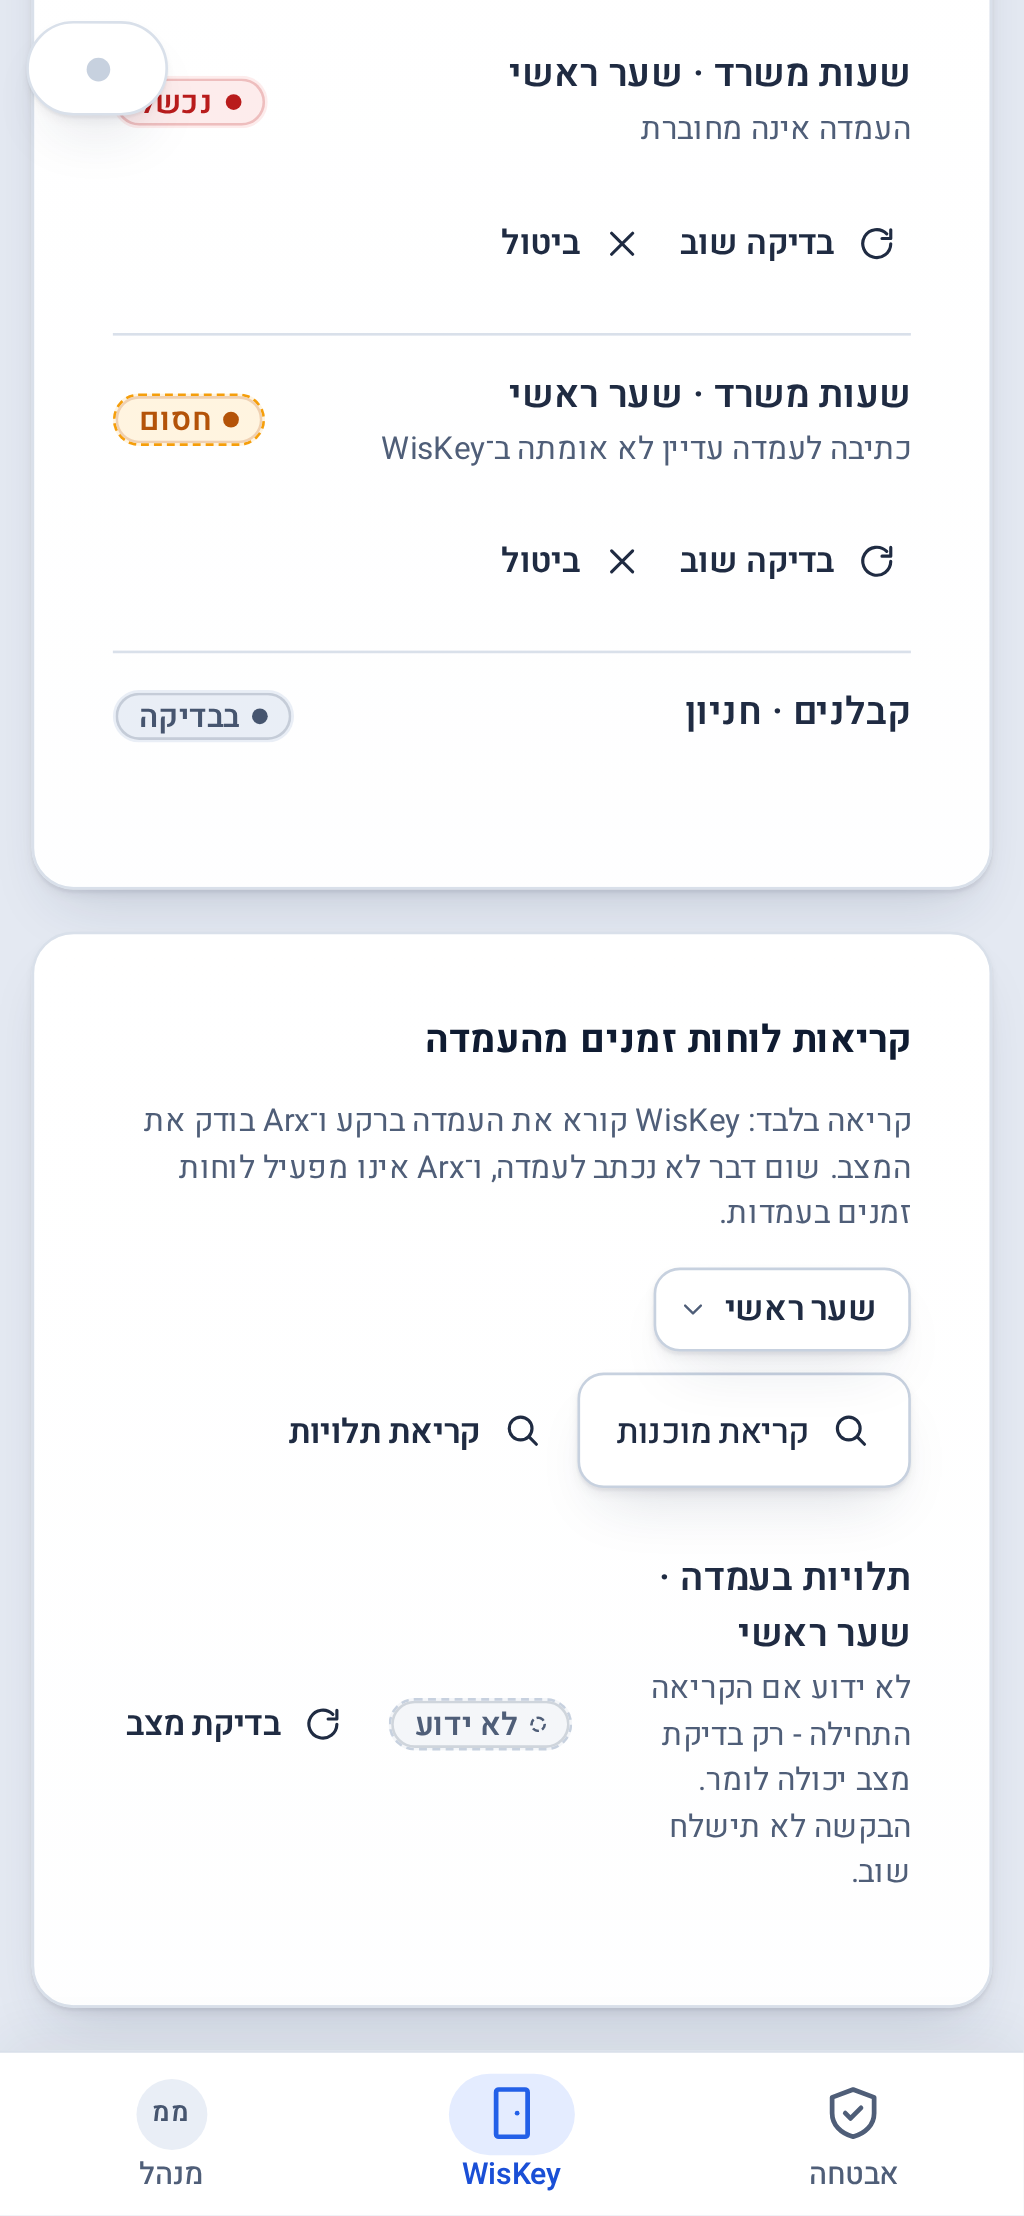 שעות משרד · שער ראשי
העמדה אינה מחוברת
בדיקה שוב
ביטול
שעות משרד · שער ראשי
חסום
כתיבה לעמדה עדיין לא אומתה ב־WisKey
בדיקה שוב
ביטול
קבלנים · חניון
בבדיקה
קריאות לוחות זמנים מהעמדה
קריאה בלבד: WisKey קורא את העמדה ברקע ו־Arx בודק את
המצב. שום דבר לא נכתב לעמדה, ו־Arx אינו מפעיל לוחות
זמנים בעמדות.
שער ראשי
קריאת מוכנות
קריאת תלויות
תלויות בעמדה ·
שער ראשי
לא ידוע אם הקריאה
התחילה - רק בדיקת
מצב יכולה לומר.
הבקשה לא תישלח
שוב.
לא ידוע
בדיקת מצב
אבטחה
WisKey
ממ
מנהל